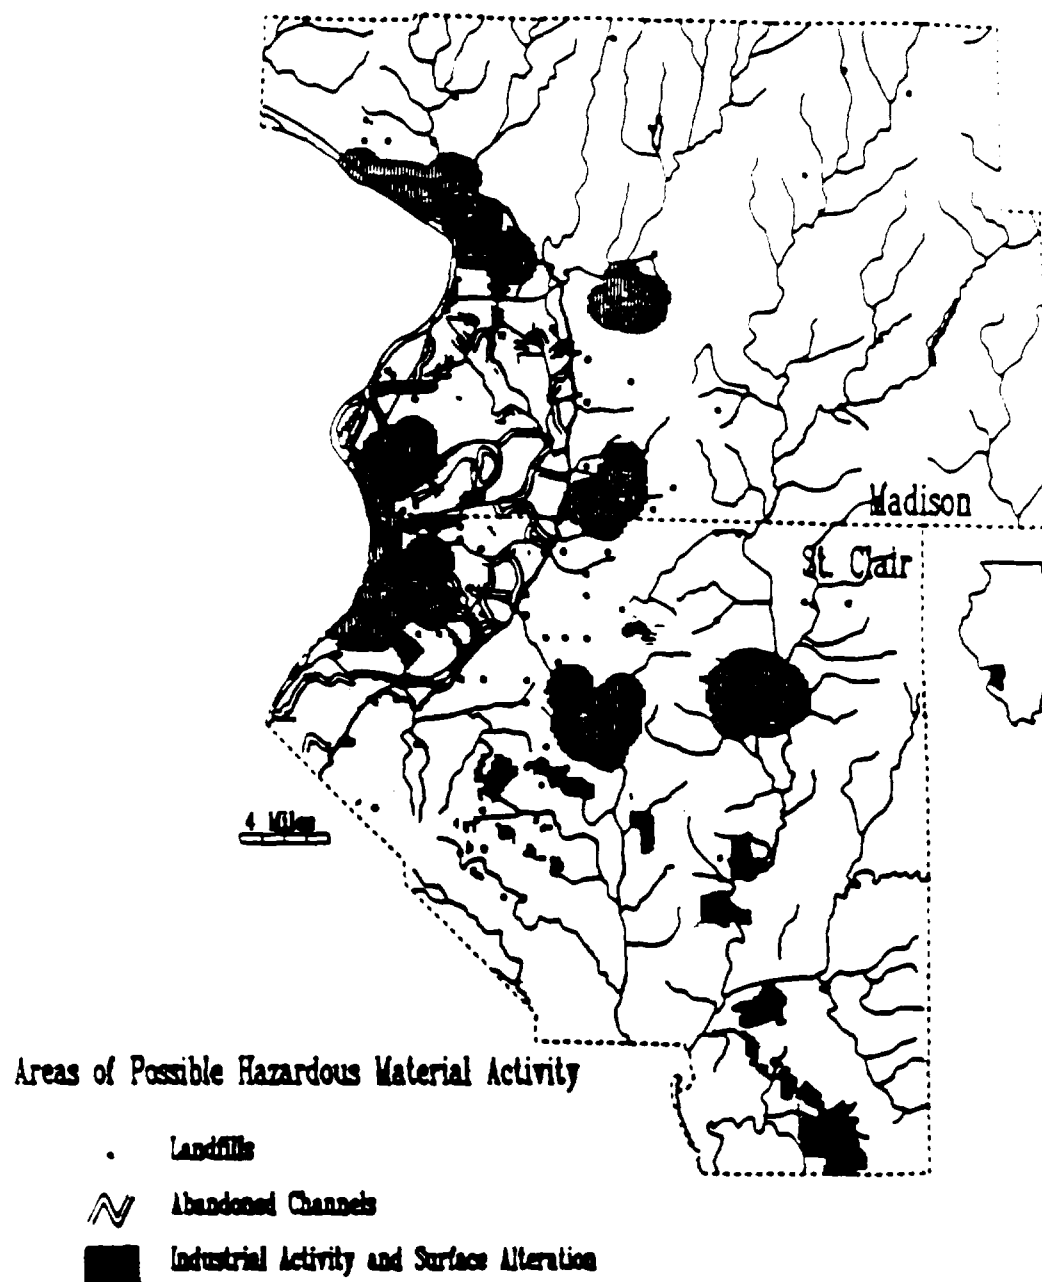 Madison
St. Clair
4 Miles
Areas of Possible Hazardous Material Activity
Landfills
Abandoned Channels
Industrial Activity and Surface Alteration